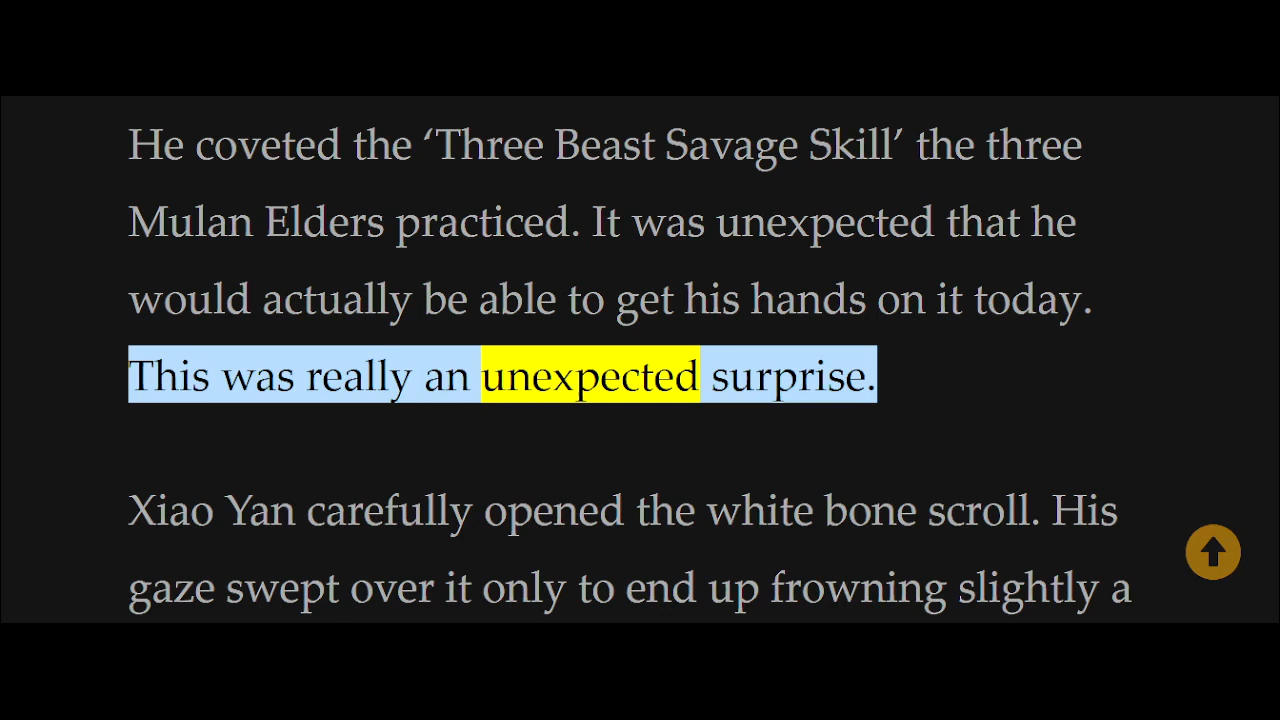 He coveted the ‘Three Beast Savage Skill’ the three
Mulan Elders practiced. It was unexpected that he
would actually be able to get his hands on it today.
This was really an unexpected surprise.
Xiao Yan carefully opened the white bone scroll. His
gaze swept over it only to end up frowning slightly a